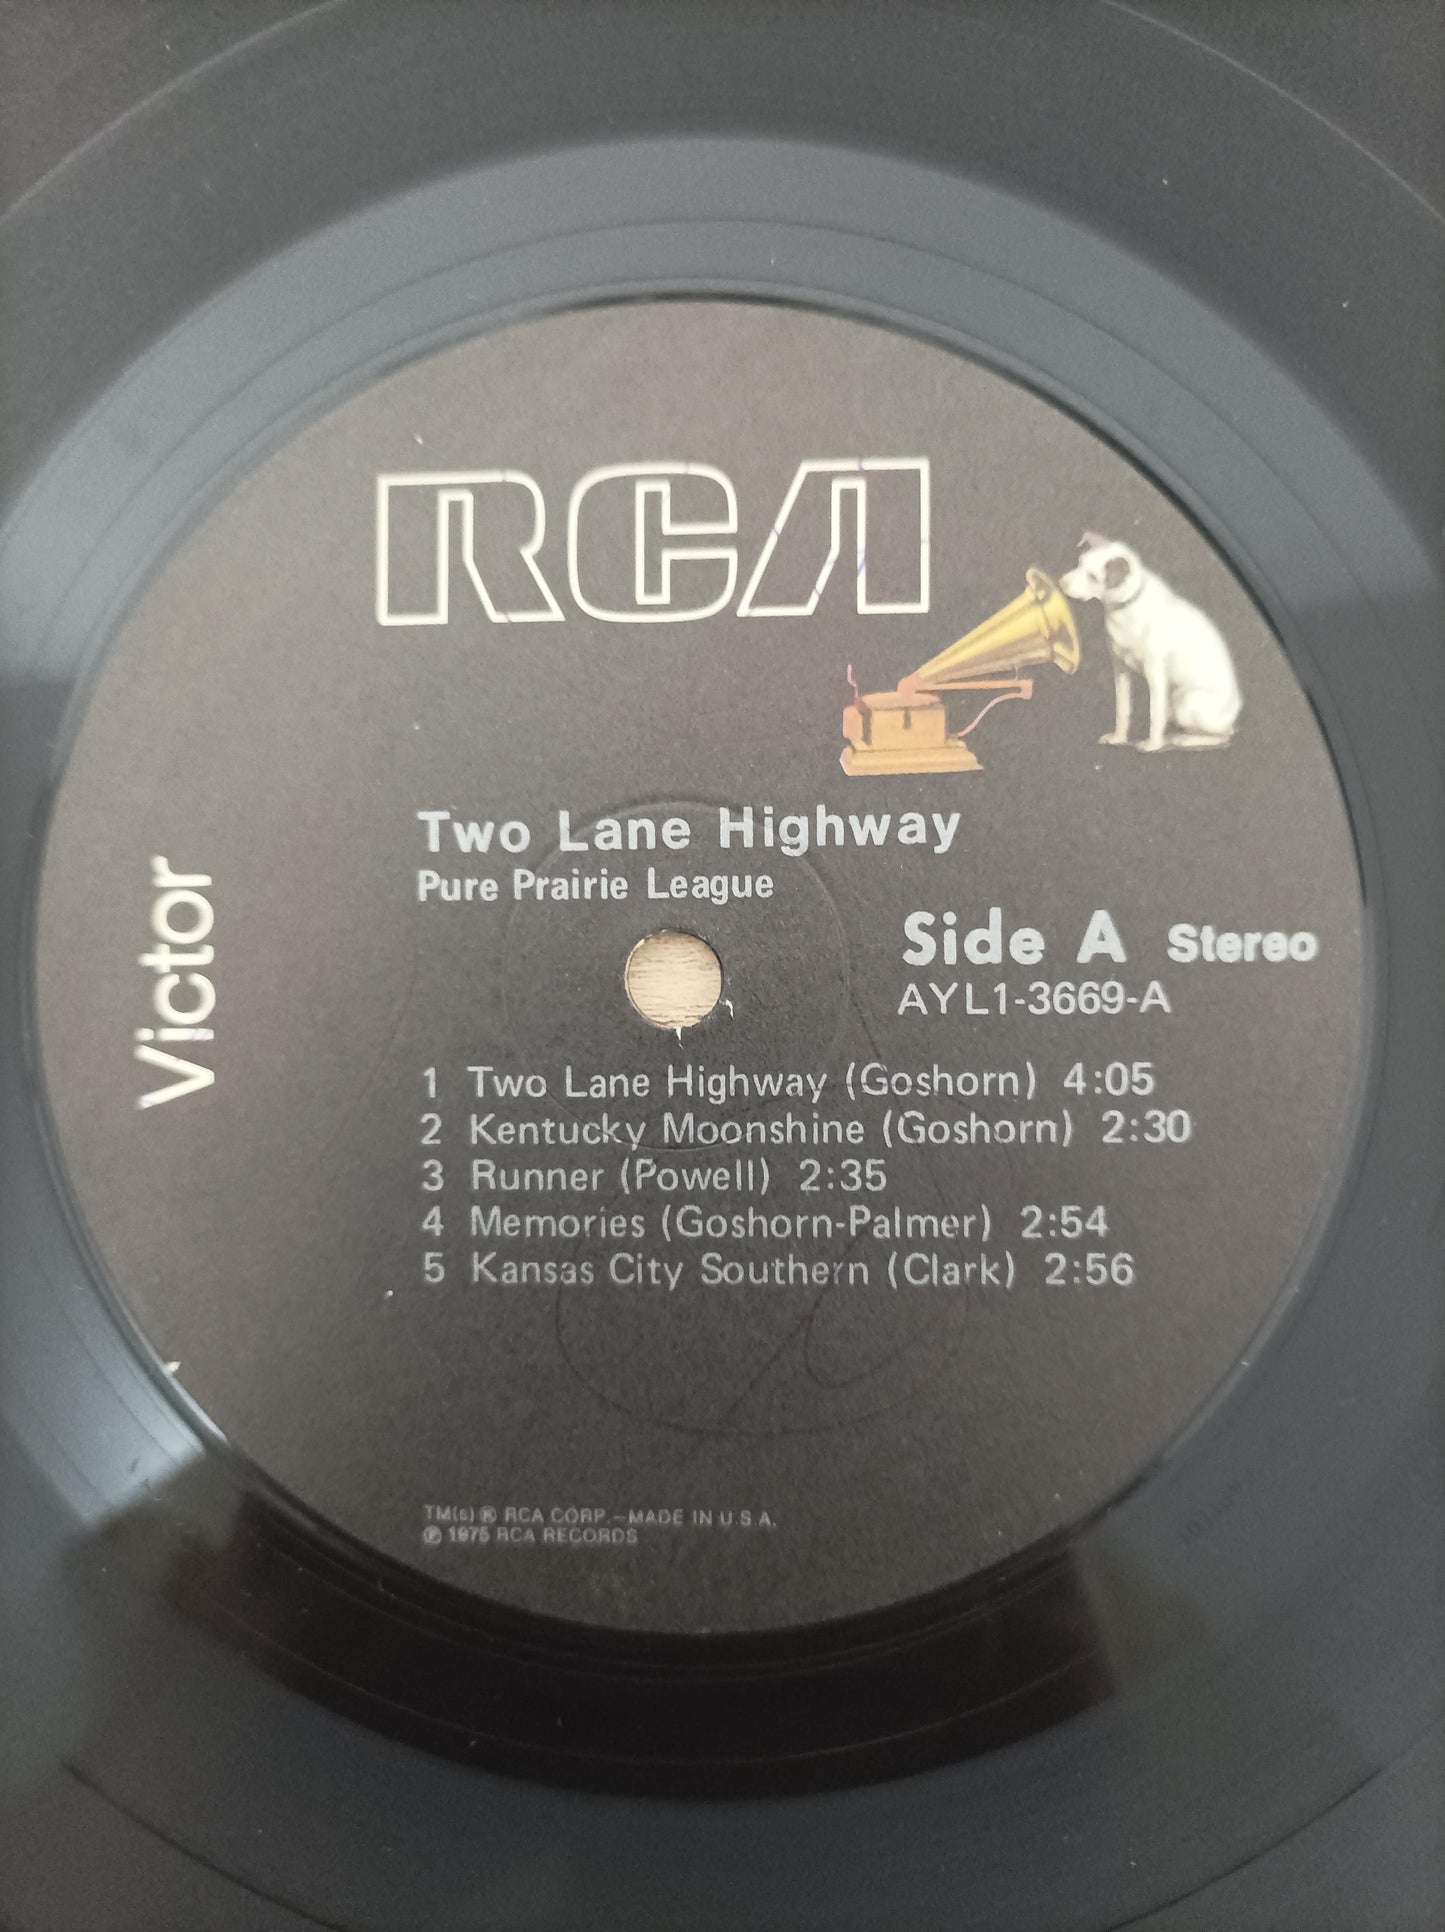 RCA
Victor
Two Lane Highway
Pure Prairie League
Side A Stereo
AYL1-3669-A
1 Two Lane Highway (Goshorn) 4:05
2 Kentucky Moonshine (Goshorn) 2:30
3 Runner (Powell) 2:35
4 Memories (Goshorn-Palmer) 2:54
5 Kansas City Southern (Clark) 2:56
TM(s) ® RCA CORP.—MADE IN U.S.A.
℗ 1975 RCA RECORDS